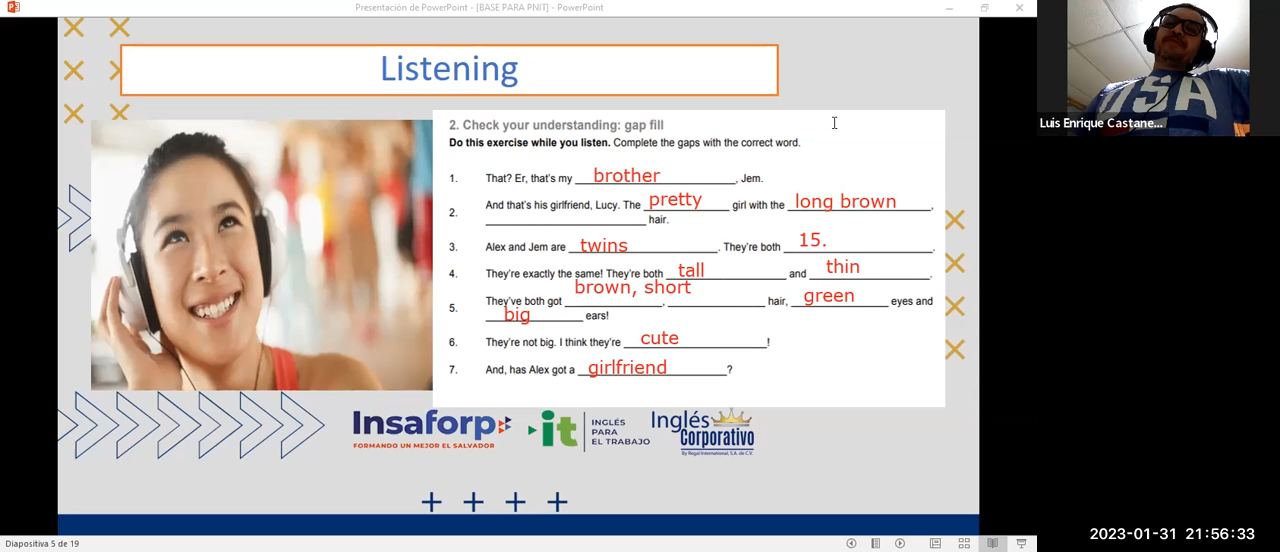 Presentación de PowerPoint - [BASE PARA PNIT] - PowerPoint
Listening
2. Check your understanding: gap fill
Do this exercise while you listen. Complete the gaps with the correct word.
1. That? Er, that's my brother, Jem.
2. And that's his girlfriend, Lucy. The pretty girl with the long brown,
hair.
3. Alex and Jem are twins. They're both 15. .
4. They're exactly the same! They're both tall and thin.
brown, short
5. They've both got , hair, green eyes and
big ears!
6. They're not big. I think they're cute!
7. And, has Alex got a girlfriend?
Insaforp
FORMANDO UN MEJOR EL SALVADOR
it
INGLÉS
PARA
EL TRABAJO
Inglés
Corporativo
By Regal International, S.A. de C.V.
Diapositiva 5 de 19
USA
Luis Enrique Castane...
2023-01-31 21:56:33